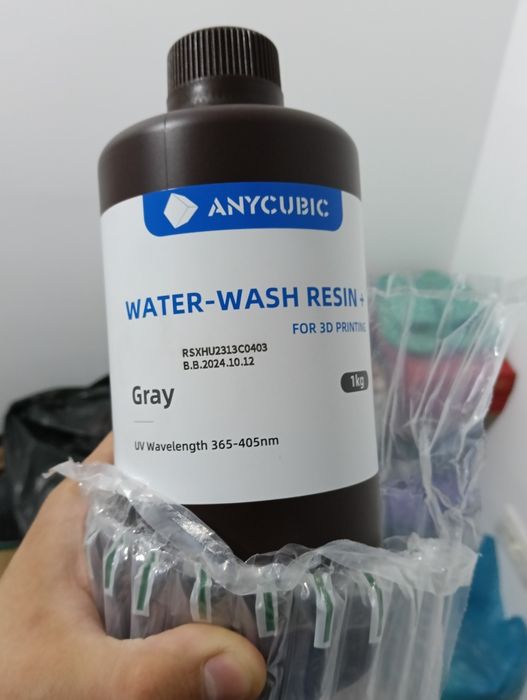 ANYCUBIC
WATER-WASH RESIN +
FOR 3D PRINTING
RSXHU2313C0403
B.B.2024.10.12
Gray
1kg
UV Wavelength 365-405nm